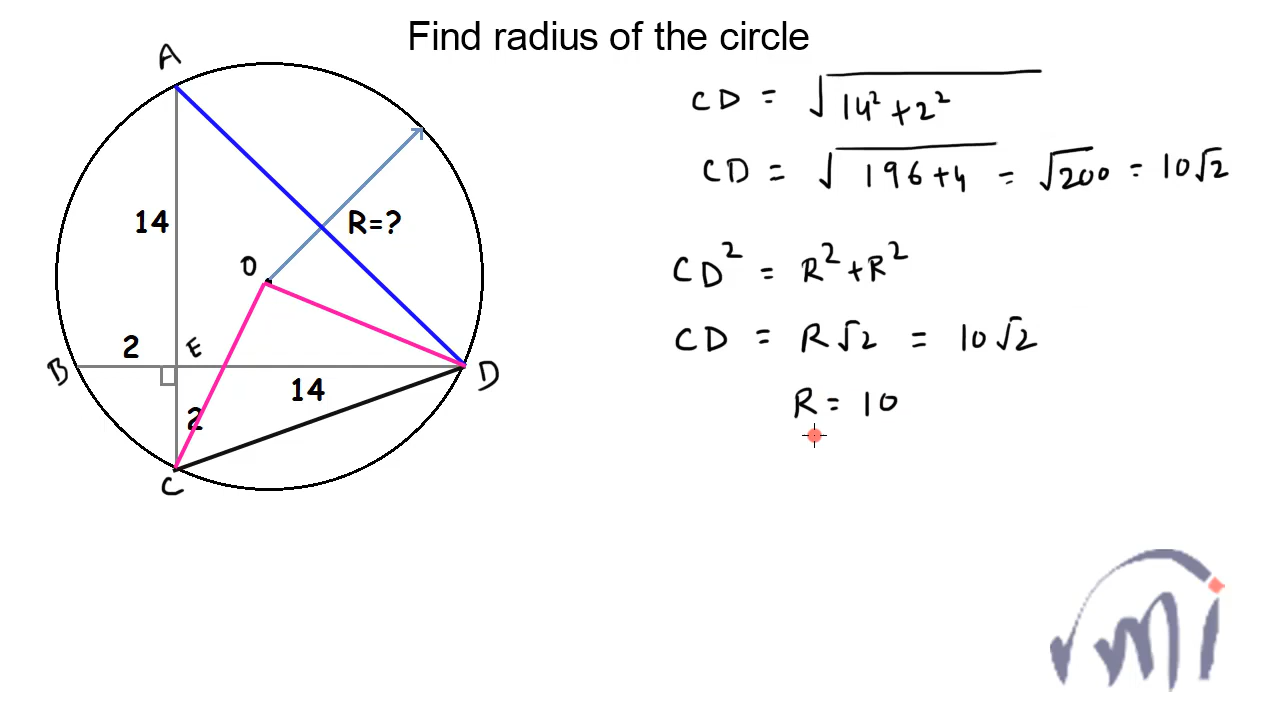 Find radius of the circle
A
14
R=?
O
2
E
B
14
D
2
C
CD = √14² + 2²
CD = √196+4 = √200 = 10√2
CD² = R² + R²
CD = R√2 = 10√2
R = 10
rmi